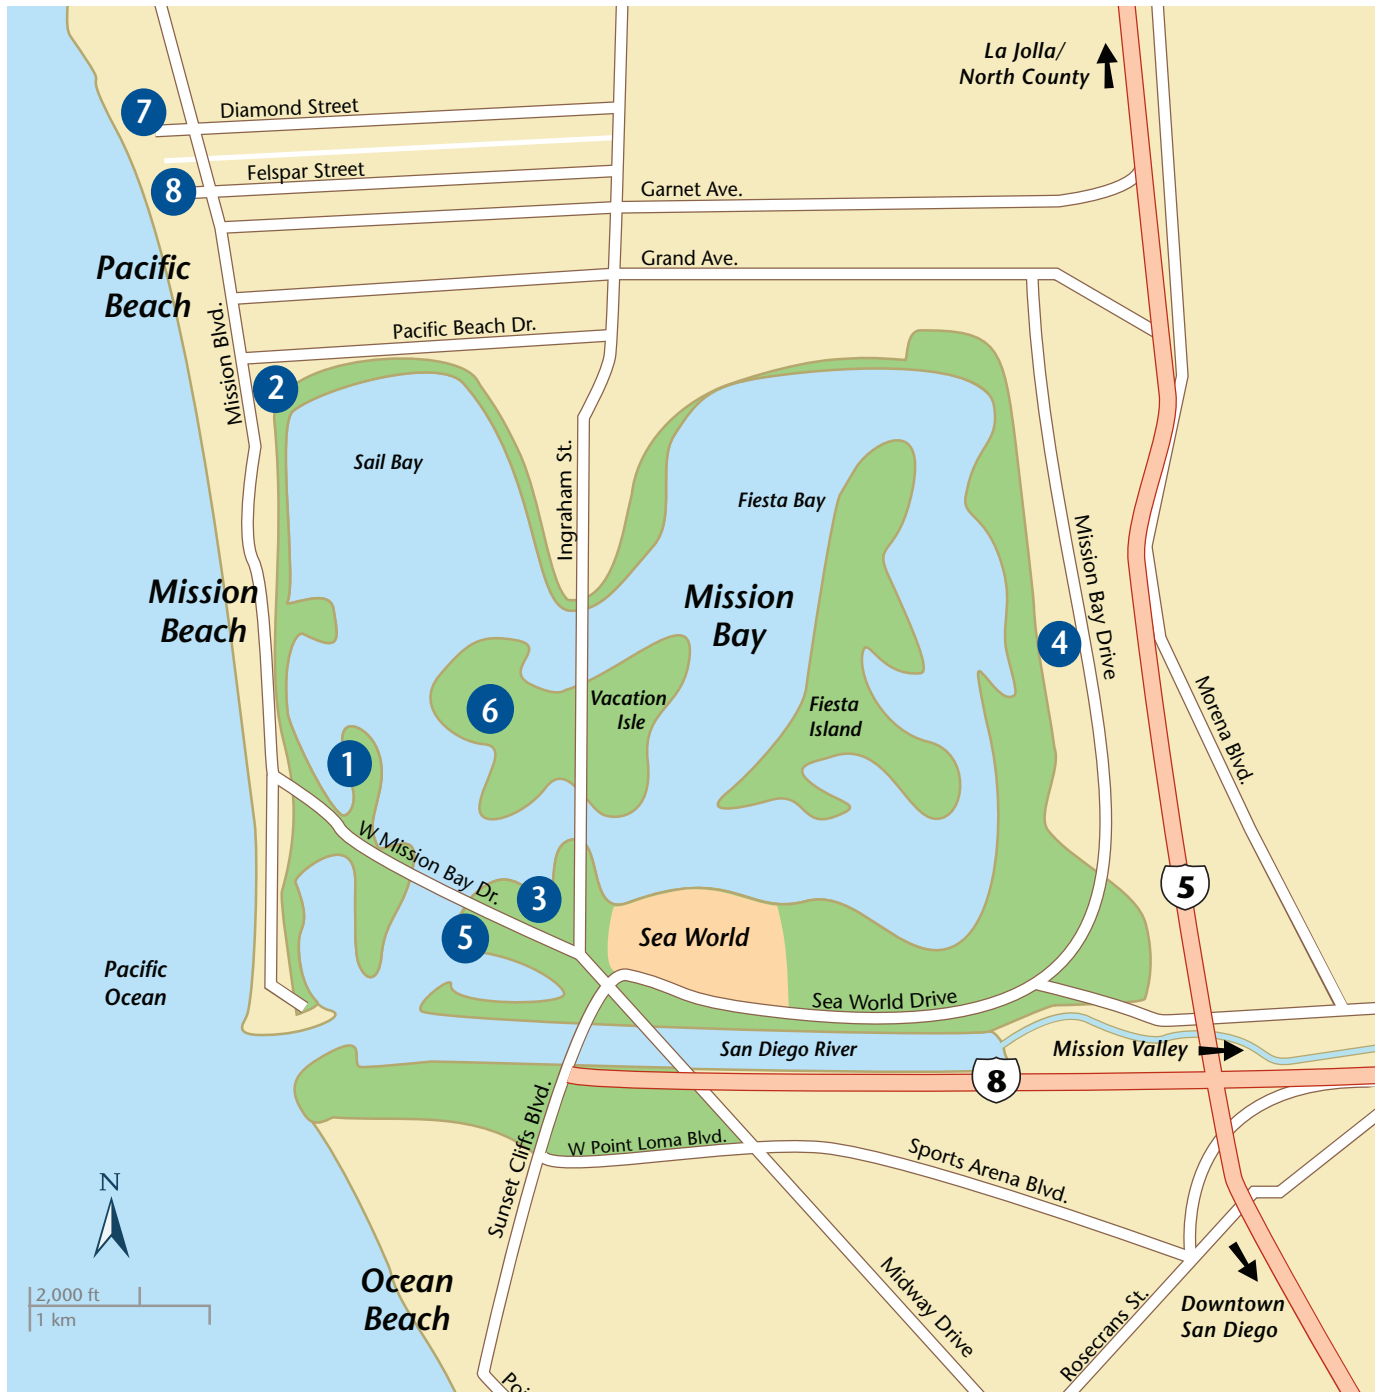 La Jolla/
North County
7
Diamond Street
Felspar Street
8
Garnet Ave.
Grand Ave.
Pacific
Beach
Mission Blvd.
Pacific Beach Dr.
2
Sail Bay
Ingraham St.
Fiesta Bay
Mission Bay Drive
Mission
Beach
Mission
Bay
4
6
Vacation
Isle
Fiesta
Island
Morena Blvd.
1
W Mission Bay Dr.
3
5
5
Sea World
Pacific
Ocean
Sea World Drive
San Diego River
Mission Valley
8
Sunset Cliffs Blvd.
W Point Loma Blvd.
Sports Arena Blvd.
N
2,000 ft
1 km
Ocean
Beach
Midway Drive
Rosecrans St.
Downtown
San Diego